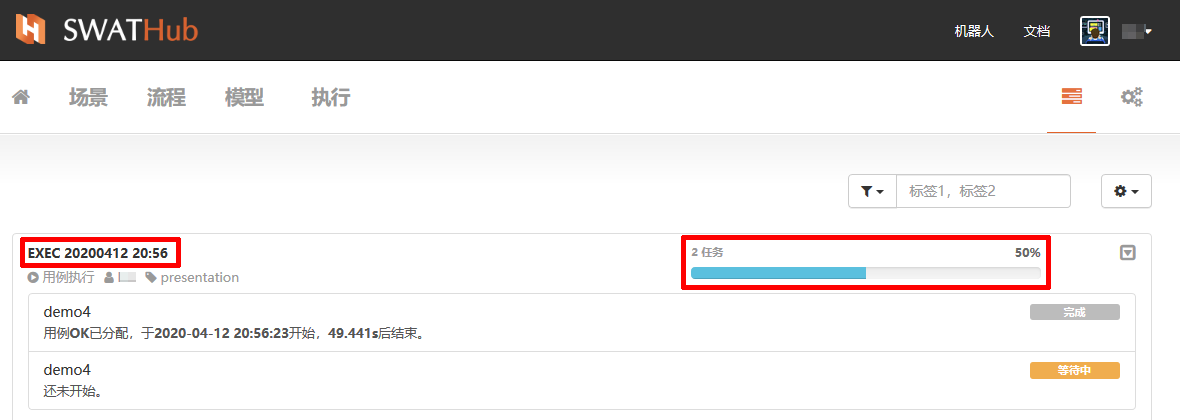 SWATHub
机器人 文档
场景 流程 模型 执行
标签1，标签2
EXEC 20200412 20:56
2 任务 50%
用例执行 presentation
demo4
完成
用例OK已分配，于2020-04-12 20:56:23开始，49.441s后结束。
demo4
等待中
还未开始。